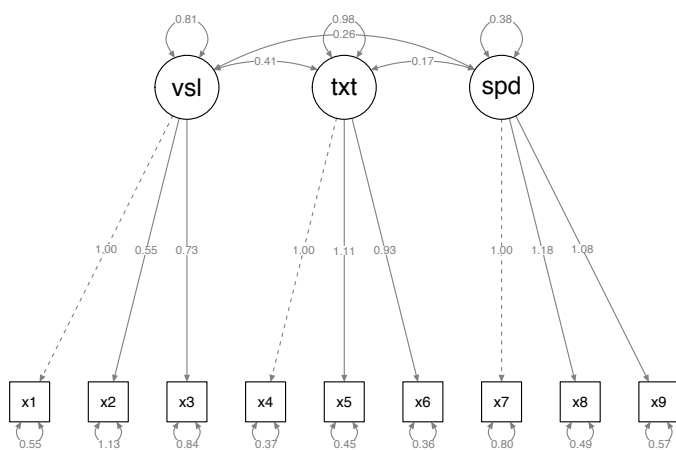 0.81 0.98 0.38
0.26
0.41 0.17
vsl txt spd
1.00 0.55 0.73 1.00 1.11 0.93 1.00 1.18 1.08
x1 x2 x3 x4 x5 x6 x7 x8 x9
0.55 1.13 0.84 0.37 0.45 0.36 0.80 0.49 0.57